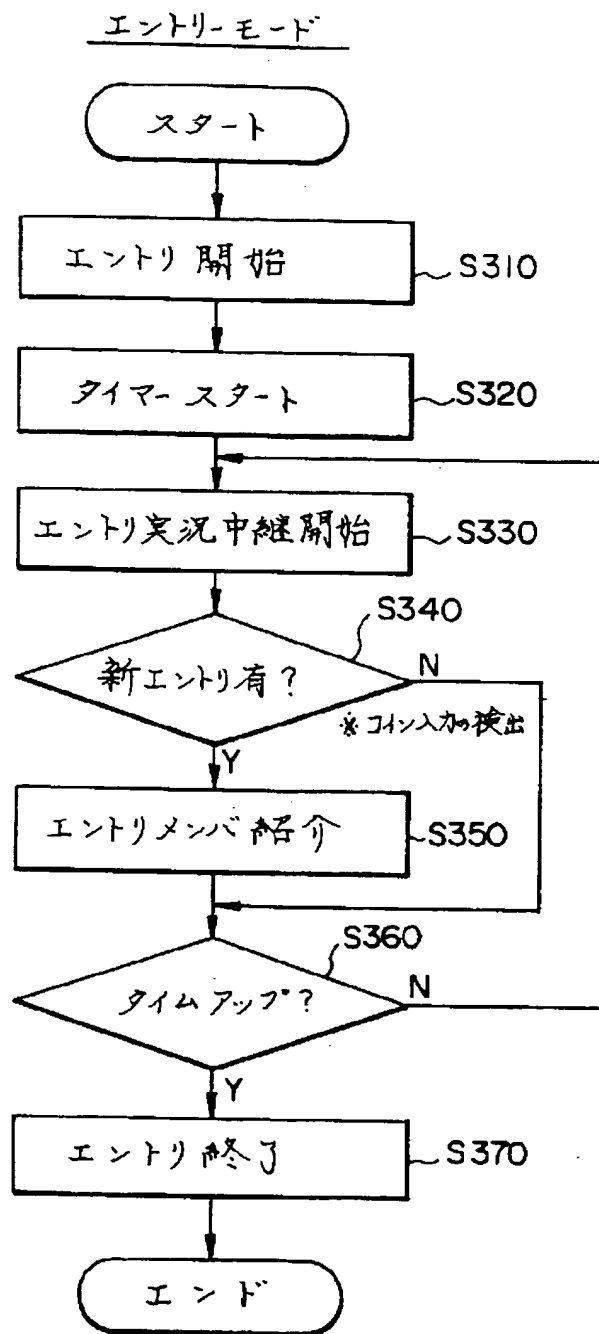 エントリーモード
スタート
エントリ開始
S310
タイマースタート
S320
エントリ実況中継開始
S330
S340
新エントリ有?
N
※コイン入力の検出
Y
エントリメンバ紹介
S350
S360
タイムアップ?
N
Y
エントリ終了
S370
エンド